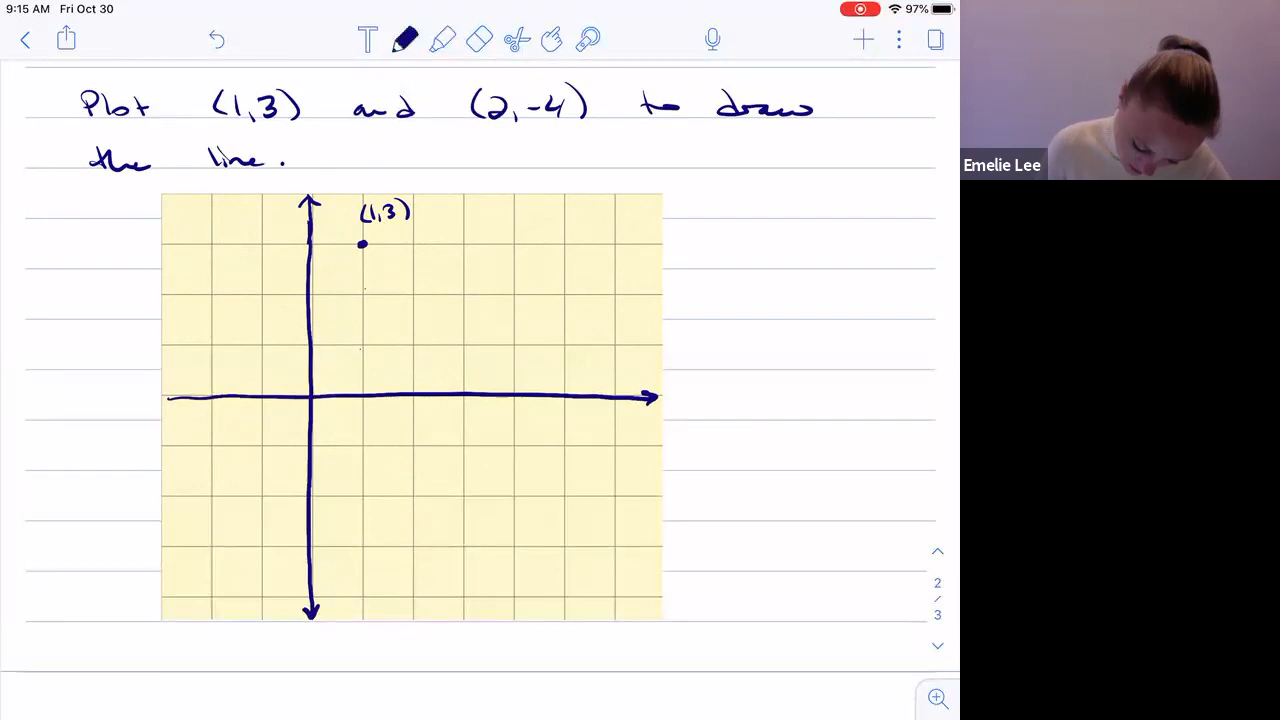 9:15 AM Fri Oct 30
97%
T
Plot (1,3) and (2,-4) to draw
the line.
(1,3)
Emelie Lee
2
/
3